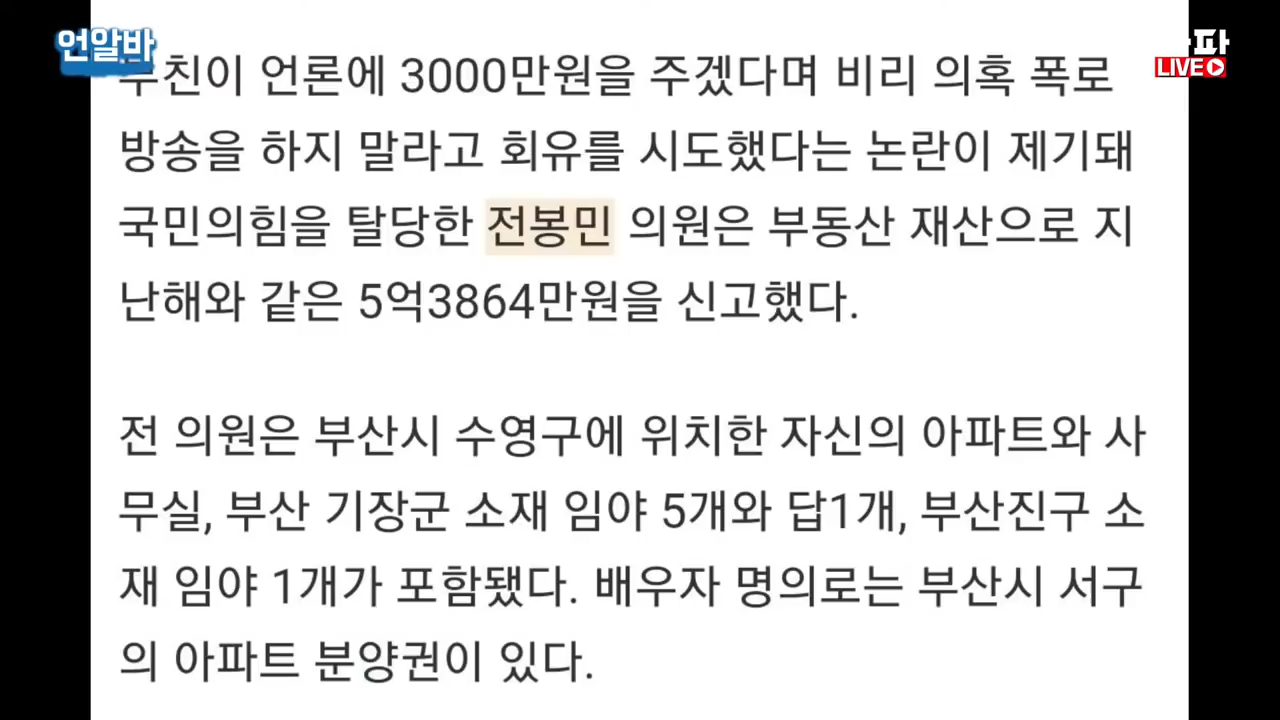 언알바
파
LIVE
부친이 언론에 3000만원을 주겠다며 비리 의혹 폭로
방송을 하지 말라고 회유를 시도했다는 논란이 제기돼
국민의힘을 탈당한 전봉민 의원은 부동산 재산으로 지
난해와 같은 5억3864만원을 신고했다.
전 의원은 부산시 수영구에 위치한 자신의 아파트와 사
무실, 부산 기장군 소재 임야 5개와 답1개, 부산진구 소
재 임야 1개가 포함됐다. 배우자 명의로는 부산시 서구
의 아파트 분양권이 있다.